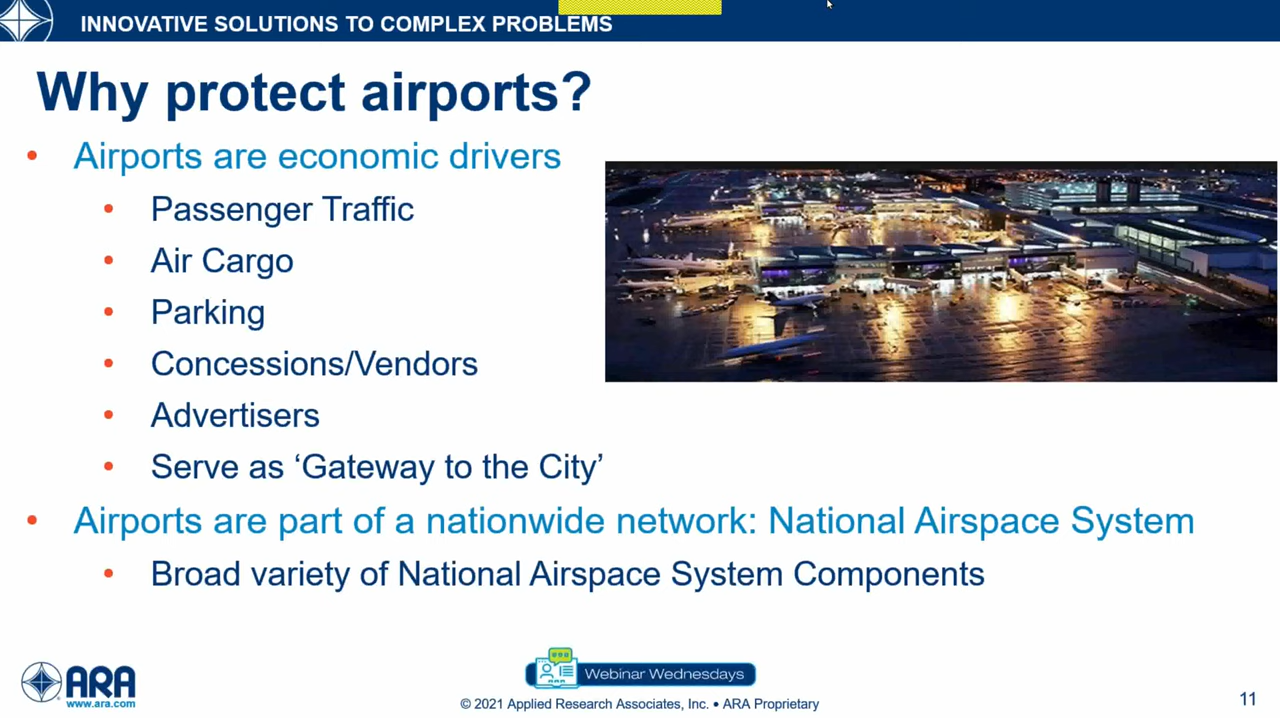 INNOVATIVE SOLUTIONS TO COMPLEX PROBLEMS
Why protect airports?
• Airports are economic drivers
• Passenger Traffic
• Air Cargo
• Parking
• Concessions/Vendors
• Advertisers
• Serve as ‘Gateway to the City’
• Airports are part of a nationwide network: National Airspace System
• Broad variety of National Airspace System Components
ARA
www.ara.com
ARA
Webinar Wednesdays
© 2021 Applied Research Associates, Inc. • ARA Proprietary
11